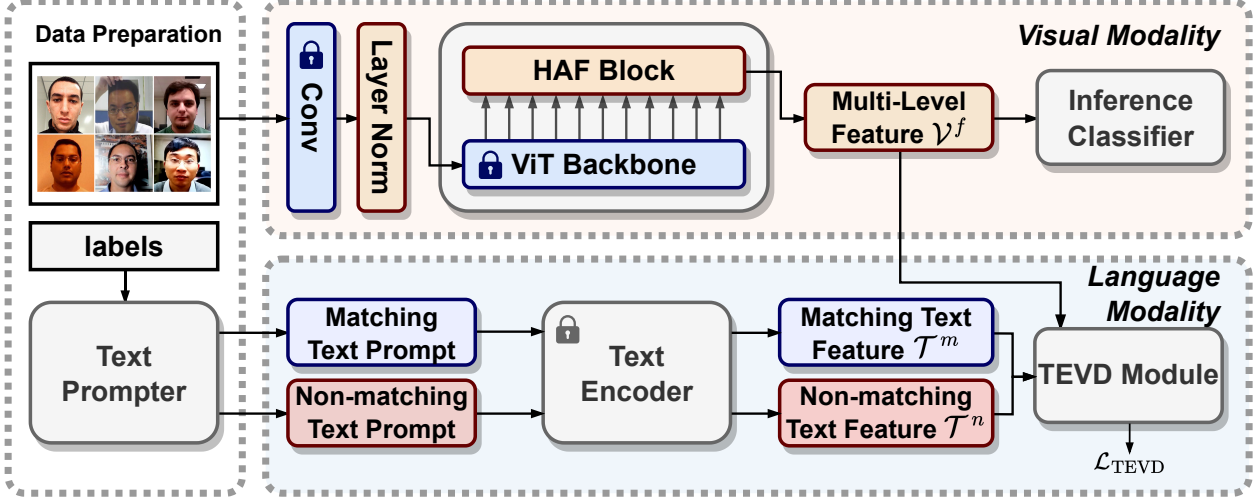 Data Preparation
labels
Text
Prompter
Visual Modality
Conv
Layer Norm
HAF Block
ViT Backbone
Multi-Level
Feature 𝒱^f
Inference
Classifier
Language
Modality
Matching
Text Prompt
Non-matching
Text Prompt
Text
Encoder
Matching Text
Feature 𝒯^m
Non-matching
Text Feature 𝒯^n
TEVD Module
ℒ_TEVD